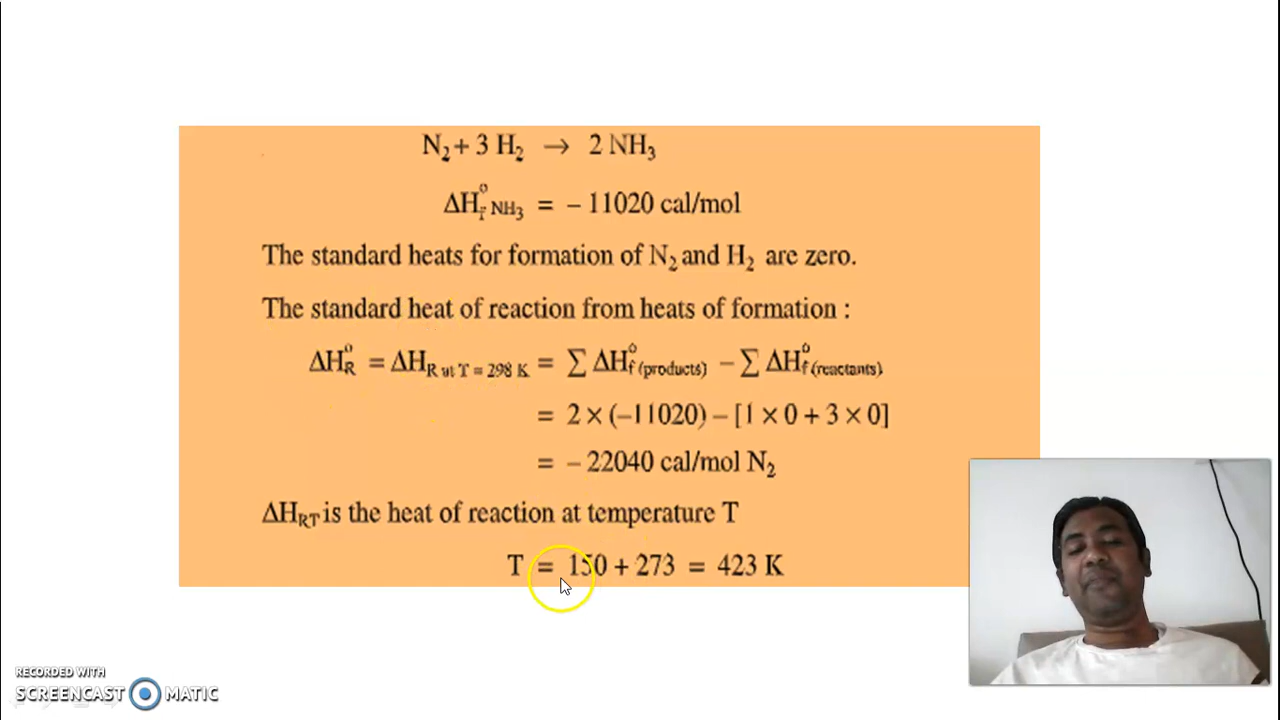 N₂ + 3 H₂ → 2 NH₃
ΔH°f NH₃ = – 11020 cal/mol
The standard heats for formation of N₂ and H₂ are zero.
The standard heat of reaction from heats of formation :
ΔH°R = ΔH R at T = 298 K = ∑ ΔH°f (products) – ∑ ΔH°f (reactants)
= 2 × (–11020) – [1 × 0 + 3 × 0]
= – 22040 cal/mol N₂
ΔH RT is the heat of reaction at temperature T
T = 150 + 273 = 423 K
RECORDED WITH
SCREENCAST MATIC